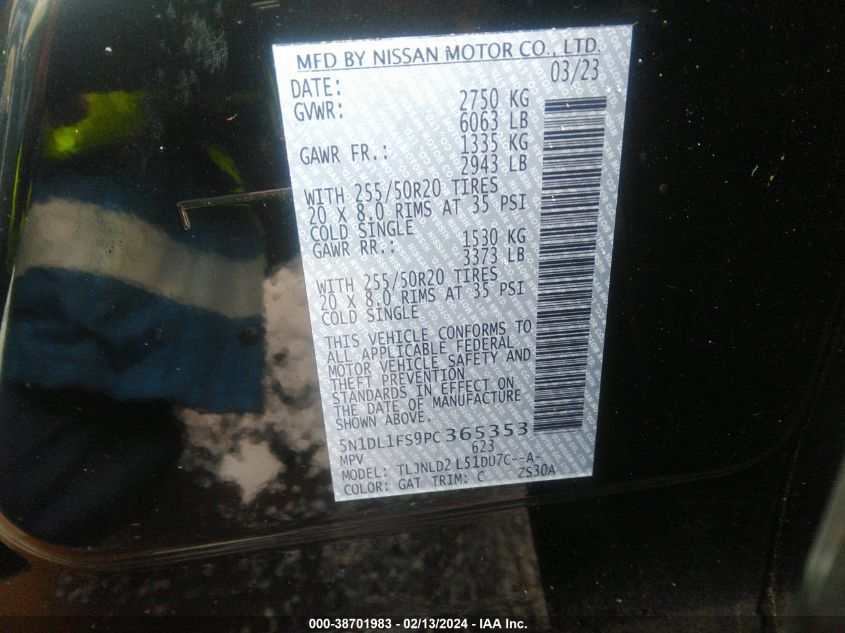 MFD BY NISSAN MOTOR CO., LTD.
DATE: 03/23
GVWR: 2750 KG
6063 LB
GAWR FR.: 1335 KG
2943 LB
WITH 255/50R20 TIRES
20 X 8.0 RIMS AT 35 PSI
COLD SINGLE
GAWR RR.: 1530 KG
3373 LB
WITH 255/50R20 TIRES
20 X 8.0 RIMS AT 35 PSI
COLD SINGLE
THIS VEHICLE CONFORMS TO
ALL APPLICABLE FEDERAL
MOTOR VEHICLE SAFETY AND
THEFT PREVENTION
STANDARDS IN EFFECT ON
THE DATE OF MANUFACTURE
SHOWN ABOVE.
5N1DL1FS9PC365353
MPV 623
MODEL: TLJNLD2 L51DU7C--A-
COLOR: GAT TRIM: C ZS30A
000-38701983 - 02/13/2024 - IAA Inc.